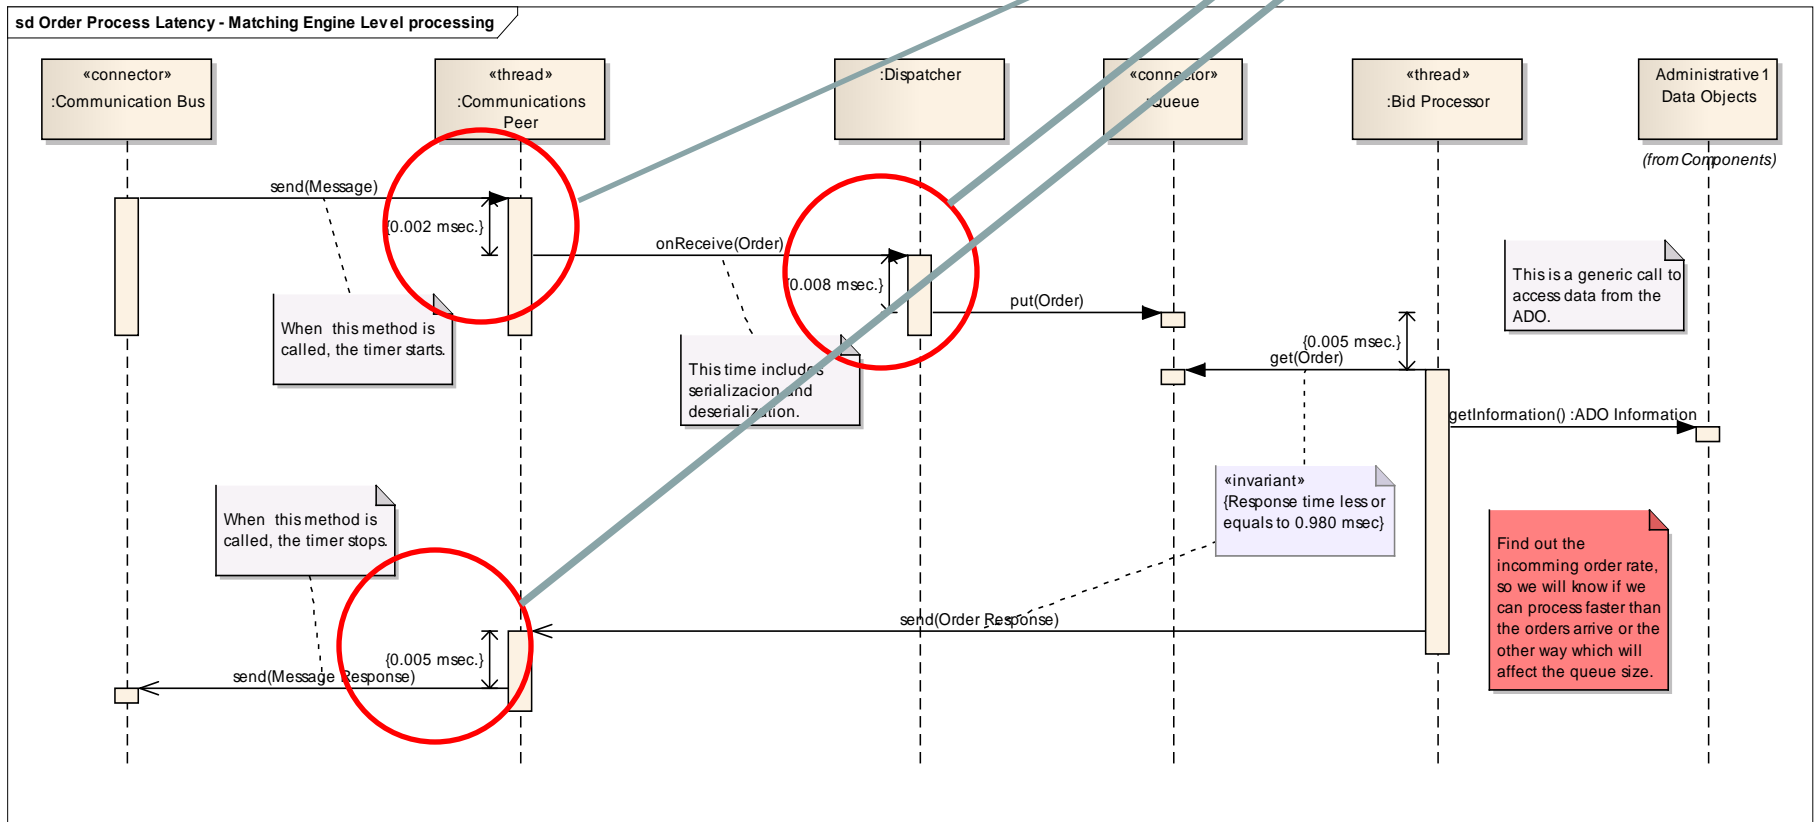 sd Order Process Latency - Matching Engine Level processing
«connector»
:Communication Bus
«thread»
:Communications
Peer
:Dispatcher
«connector»
:Queue
«thread»
:Bid Processor
Administrative 1
Data Objects
(from Components)
send(Message)
{0.002 msec.}
onReceive(Order)
{0.008 msec.}
put(Order)
This is a generic call to
access data from the
ADO.
When this method is
called, the timer starts.
{0.005 msec.}
get(Order)
This time includes
serializacion and
deserialization.
getInformation() :ADO Information
«invariant»
{Response time less or
equals to 0.980 msec}
When this method is
called, the timer stops.
Find out the
incomming order rate,
so we will know if we
can process faster than
the orders arrive or the
other way which will
affect the queue size.
send(Order Response)
{0.005 msec.}
send(Message Response)